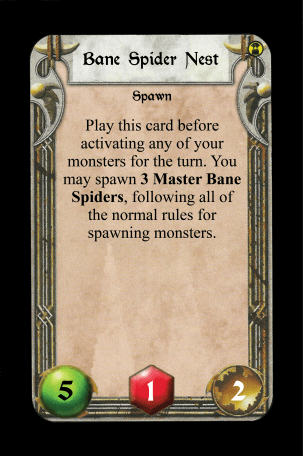 Bane Spider Nest
Spawn
Play this card before
activating any of your
monsters for the turn. You
may spawn 3 Master Bane
Spiders, following all of
the normal rules for
spawning monsters.
5
1
2